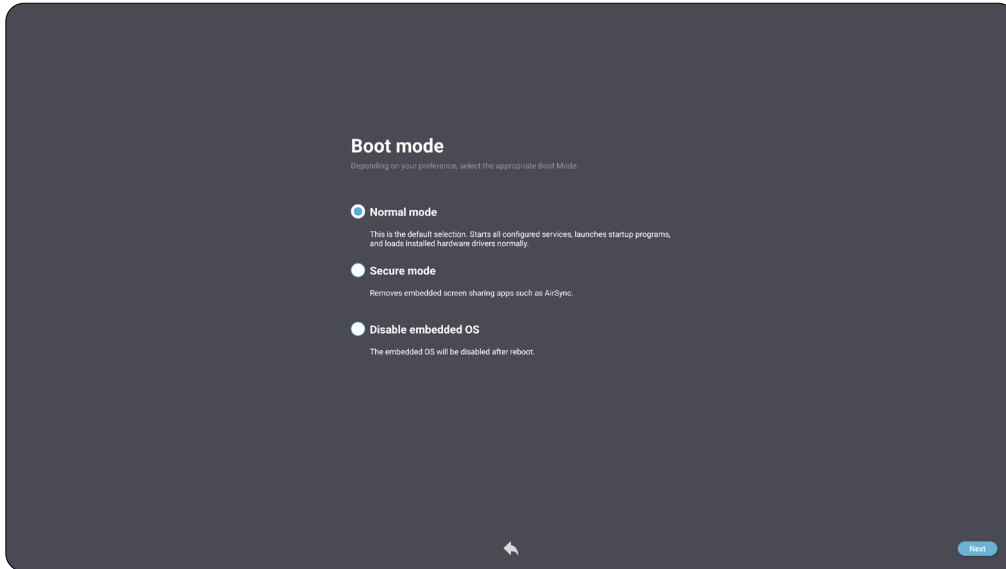 Boot mode
Depending on your preference, select the appropriate Boot Mode:
Normal mode
This is the default selection. Starts all configured services, launches startup programs,
and loads installed hardware drivers normally.
Secure mode
Removes embedded screen sharing apps such as AirSync.
Disable embedded OS
The embedded OS will be disabled after reboot.
Next